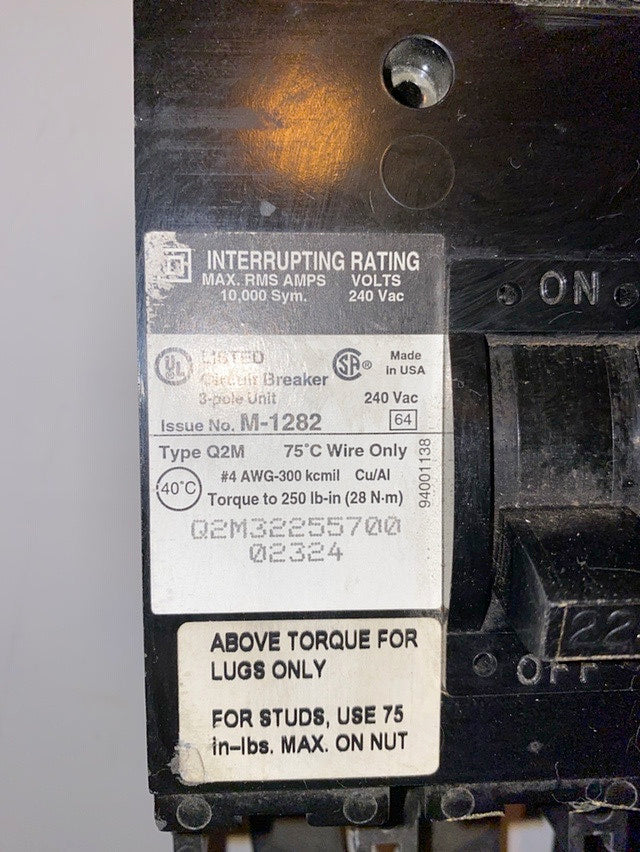 INTERRUPTING RATING
MAX. RMS AMPS VOLTS
10,000 Sym. 240 Vac
UL LISTED
Circuit Breaker
3-pole Unit
SA®
Made
in USA
240 Vac
Issue No. M-1282 64
Type Q2M 75°C Wire Only
40°C
#4 AWG-300 kcmil Cu/Al
Torque to 250 lb-in (28 N·m)
94001138
Q2M32255700
02324
ABOVE TORQUE FOR
LUGS ONLY
FOR STUDS, USE 75
in-lbs. MAX. ON NUT
ON
22
OFF